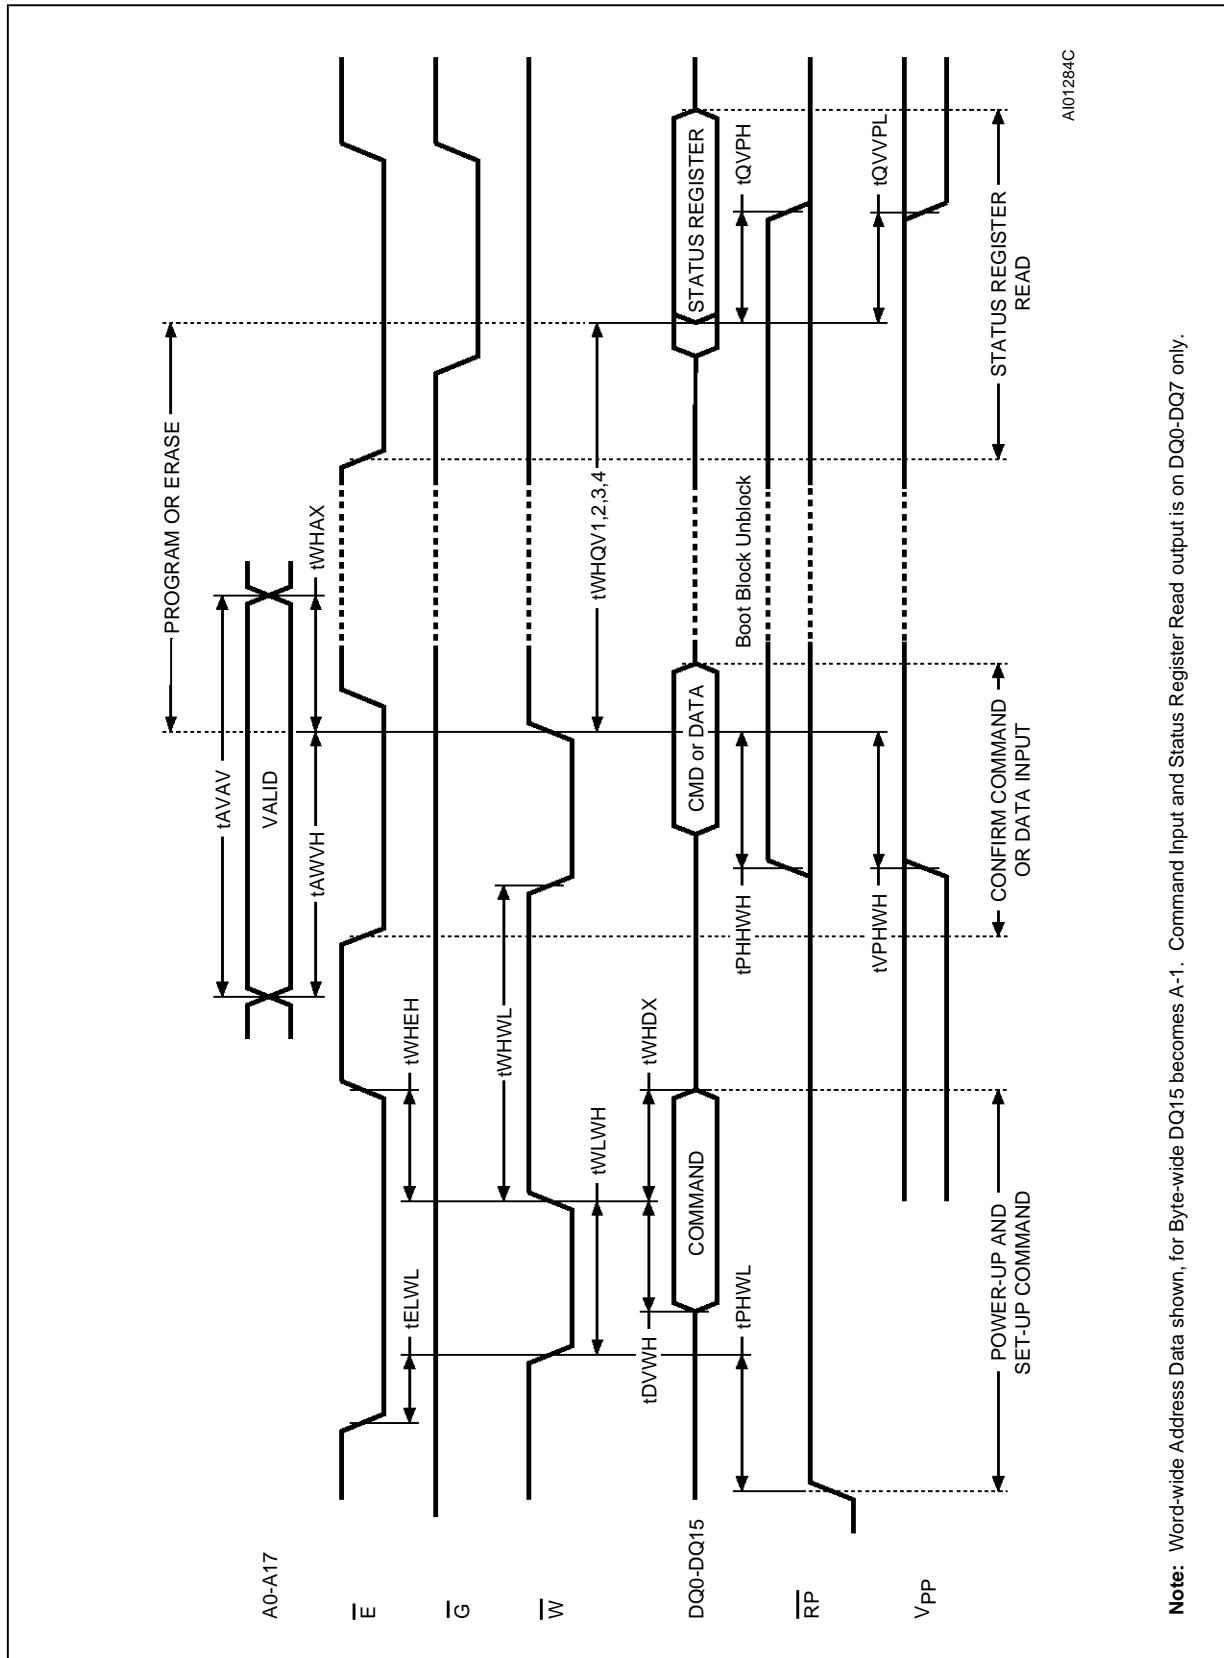 PROGRAM OR ERASE
tAVAV
A0-A17
VALID
tAWVH
tWHAX
E
tELWL
tWHEH
G
tWHWL
W
tWLWH
tWHQV1,2,3,4
tDVWH
tWHDX
DQ0-DQ15
COMMAND
CMD or DATA
STATUS REGISTER
tPHWL
tPHHWH
Boot Block Unblock
tQVPH
RP
tVPHWH
tQVVPL
VPP
POWER-UP AND
SET-UP COMMAND
CONFIRM COMMAND
OR DATA INPUT
STATUS REGISTER
READ
AI01284C
Note: Word-wide Address Data shown, for Byte-wide DQ15 becomes A-1. Command Input and Status Register Read output is on DQ0-DQ7 only.